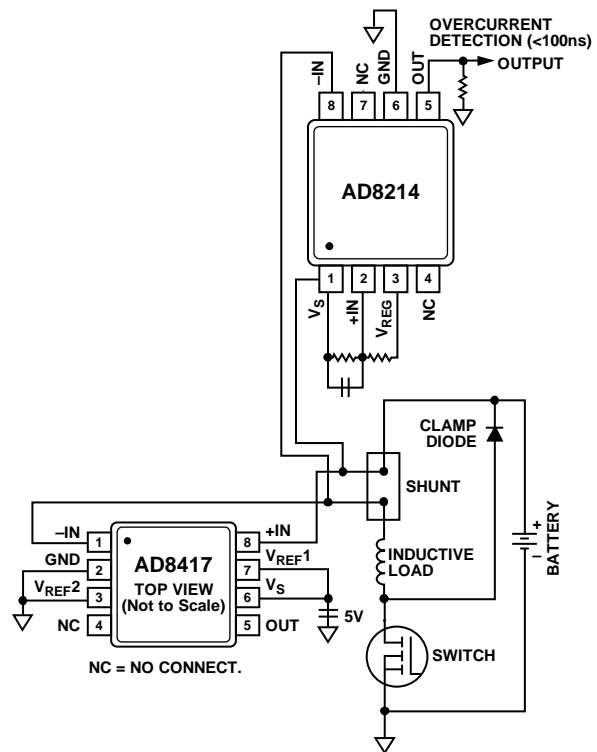 OVERCURRENT
DETECTION (<100ns)
OUTPUT
–IN
NC
GND
OUT
8
7
6
5
AD8214
1
2
3
4
VS
+IN
VREG
NC
CLAMP
DIODE
SHUNT
BATTERY
+
–
INDUCTIVE
LOAD
SWITCH
–IN
1
GND
2
VREF2
3
NC
4
AD8417
TOP VIEW
(Not to Scale)
8
+IN
7
VREF1
6
VS
5
OUT
5V
NC = NO CONNECT.